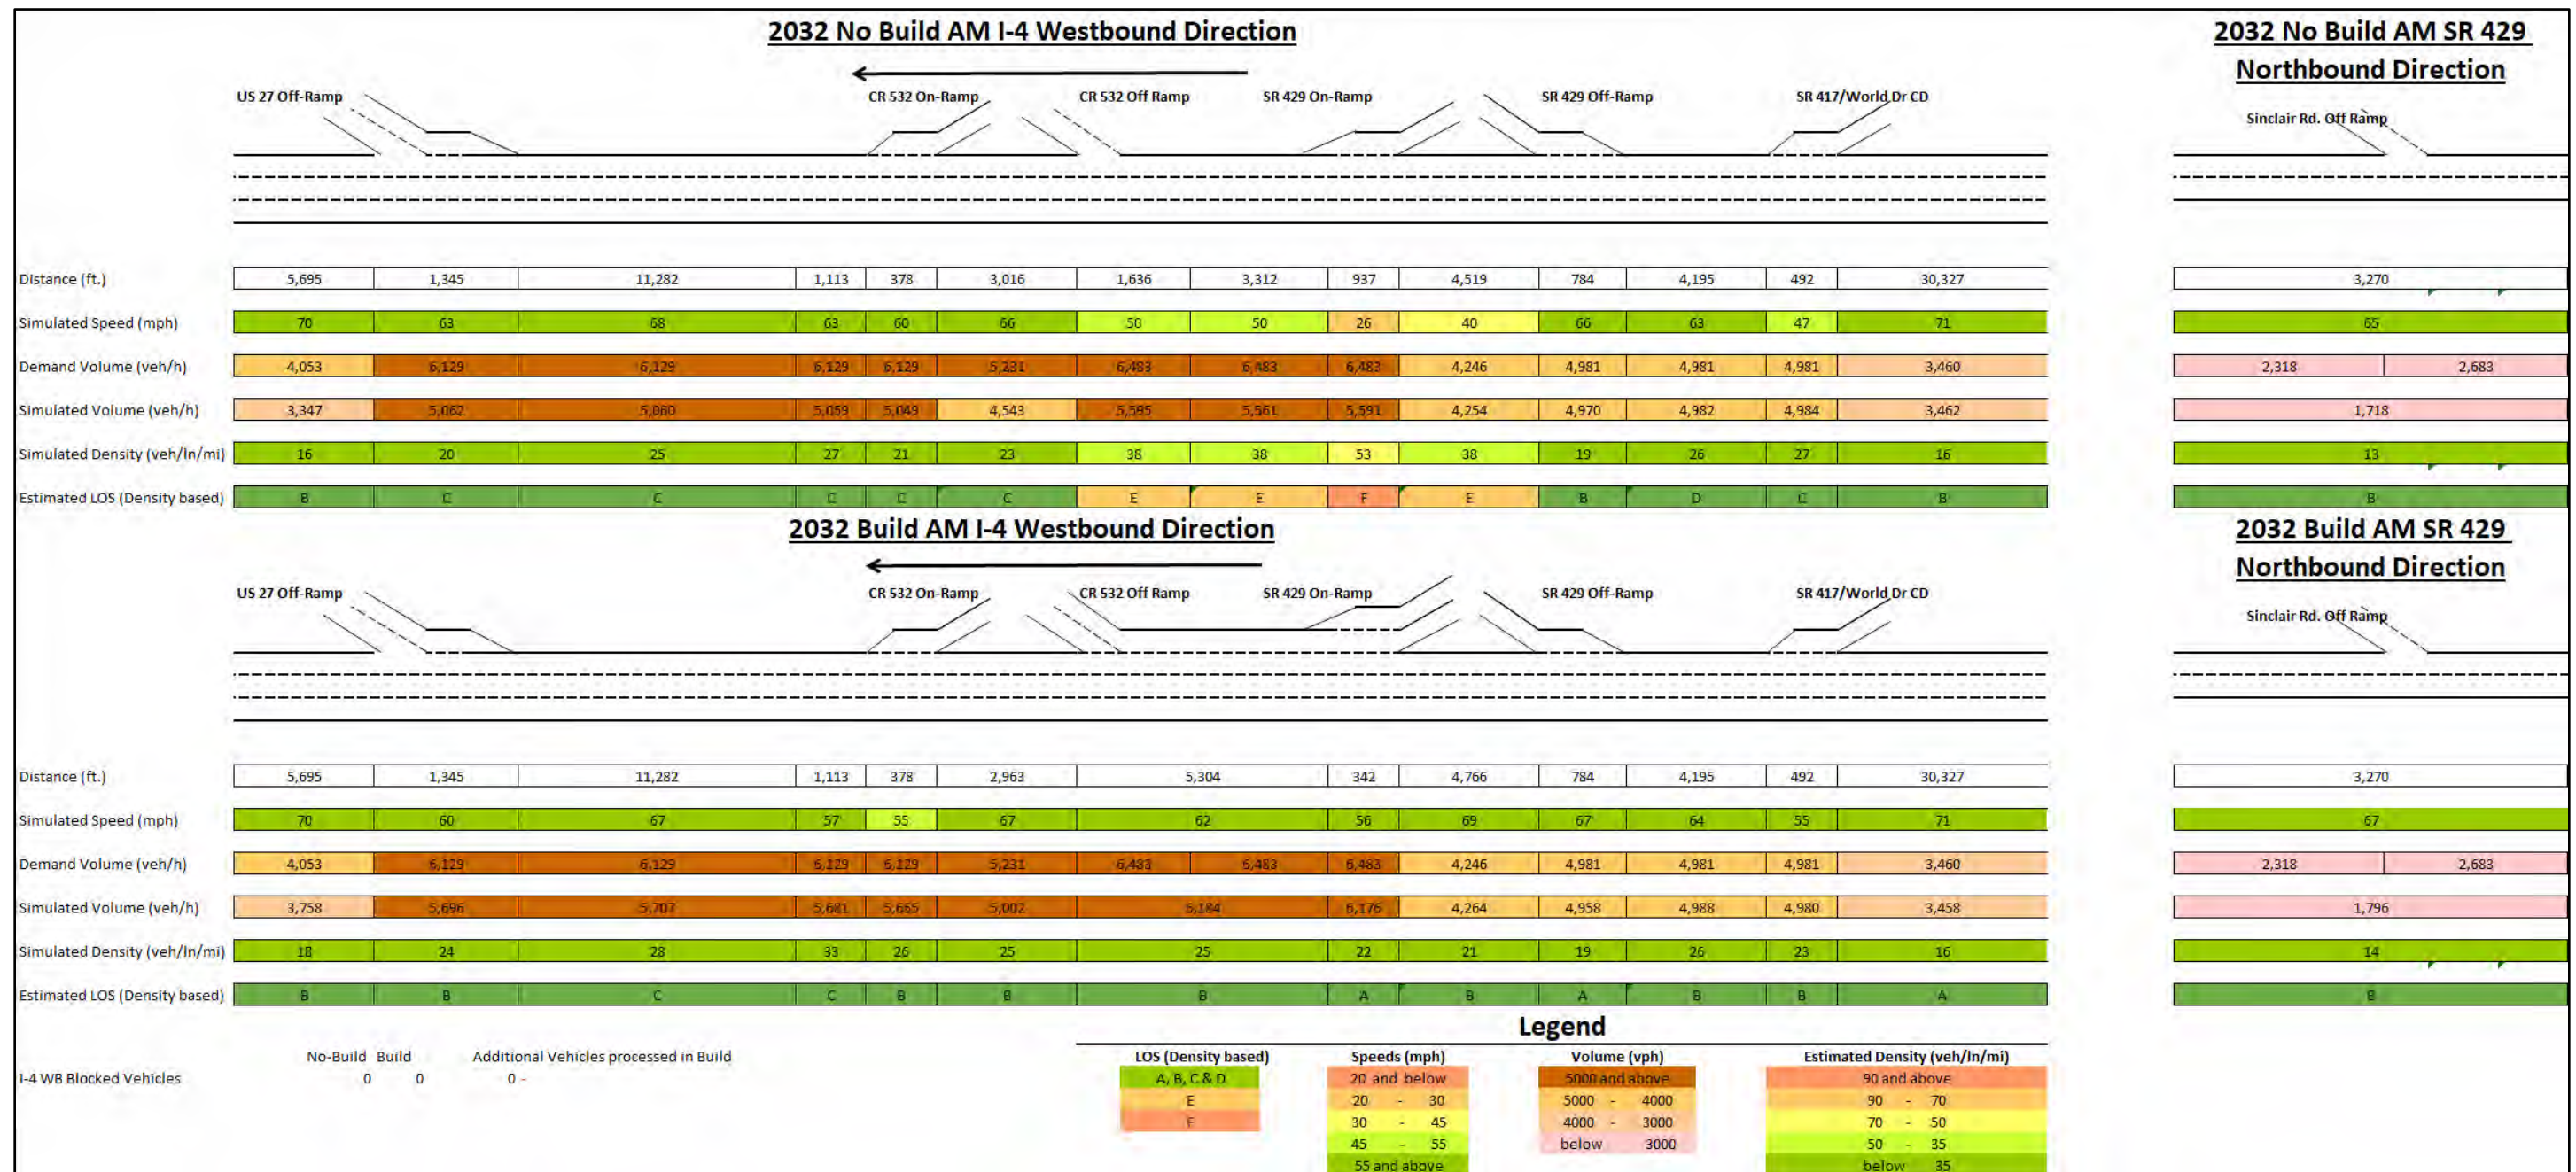 2032 No Build AM I-4 Westbound Direction
2032 No Build AM SR 429
Northbound Direction
US 27 Off-Ramp CR 532 On-Ramp CR 532 Off Ramp SR 429 On-Ramp SR 429 Off-Ramp SR 417/World Dr CD
Sinclair Rd. Off Ramp
Distance (ft.) 5,695 1,345 11,282 1,113 378 3,016 1,636 3,312 937 4,519 784 4,195 492 30,327 3,270
Simulated Speed (mph) 70 63 68 63 60 66 50 50 26 40 66 63 47 71 65
Demand Volume (veh/h) 4,053 6,129 6,129 6,129 6,129 5,231 6,483 6,483 6,483 4,246 4,981 4,981 4,981 3,460 2,318 2,683
Simulated Volume (veh/h) 3,347 5,062 5,060 5,059 5,049 4,543 5,595 5,561 5,591 4,254 4,970 4,982 4,984 3,462 1,718
Simulated Density (veh/ln/mi) 16 20 25 27 21 23 38 38 53 38 19 26 27 16 13
Estimated LOS (Density based) B C C C C C E E F E B D C B B
2032 Build AM I-4 Westbound Direction
2032 Build AM SR 429
Northbound Direction
US 27 Off-Ramp CR 532 On-Ramp CR 532 Off Ramp SR 429 On-Ramp SR 429 Off-Ramp SR 417/World Dr CD
Sinclair Rd. Off Ramp
Distance (ft.) 5,695 1,345 11,282 1,113 378 2,963 5,304 342 4,766 784 4,195 492 30,327 3,270
Simulated Speed (mph) 70 60 67 57 55 67 62 56 69 67 64 55 71 67
Demand Volume (veh/h) 4,053 6,129 6,129 6,129 6,129 5,231 6,483 6,483 6,483 4,246 4,981 4,981 4,981 3,460 2,318 2,683
Simulated Volume (veh/h) 3,758 5,696 5,707 5,681 5,665 5,002 6,184 6,176 4,264 4,958 4,988 4,980 3,458 1,796
Simulated Density (veh/ln/mi) 18 24 28 33 26 25 25 22 21 19 26 23 16 14
Estimated LOS (Density based) B B C C B B B A B A B B A B
Legend
No-Build Build Additional Vehicles processed in Build
I-4 WB Blocked Vehicles 0 0 0 -
LOS (Density based) Speeds (mph) Volume (vph) Estimated Density (veh/ln/mi)
A, B, C & D 20 and below 5000 and above 90 and above
E 20 - 30 5000 - 4000 90 - 70
F 30 - 45 4000 - 3000 70 - 50
45 - 55 below 3000 50 - 35
55 and above below 35